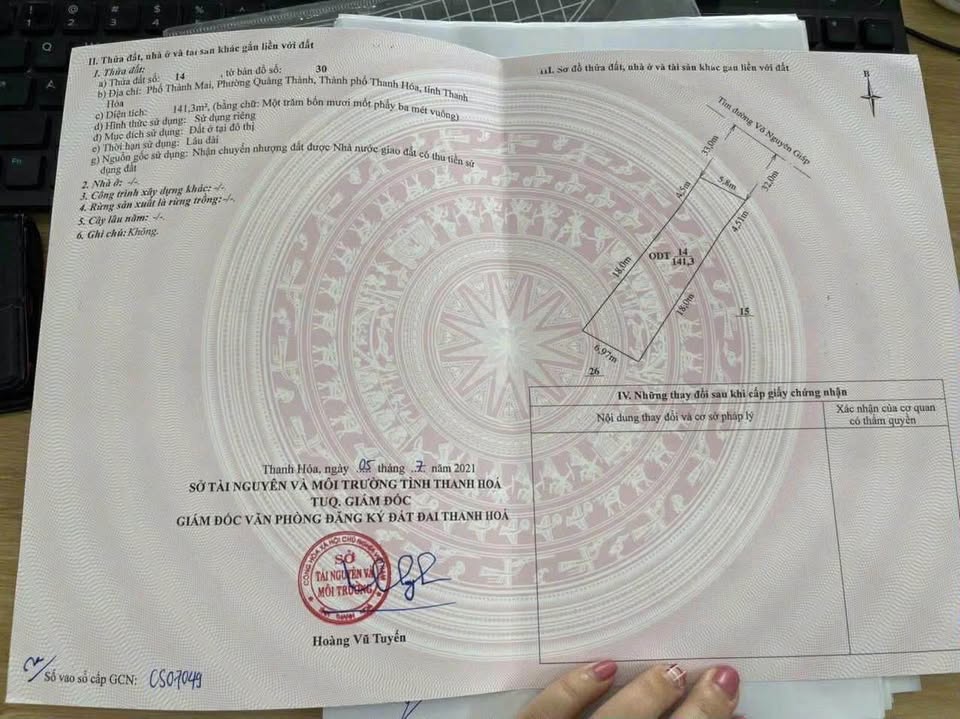 II. Thửa đất, nhà ở và tài sản khác gắn liền với đất
1. Thửa đất:
a) Thửa đất số: 14 , tờ bản đồ số: 30
b) Địa chỉ: Phố Thành Mai, Phường Quảng Thành, Thành phố Thanh Hóa, tỉnh Thanh
Hóa
c) Diện tích: 141,3m², (bằng chữ: Một trăm bốn mươi mốt phẩy ba mét vuông)
d) Hình thức sử dụng: Sử dụng riêng
đ) Mục đích sử dụng: Đất ở tại đô thị
e) Thời hạn sử dụng: Lâu dài
g) Nguồn gốc sử dụng: Nhận chuyển nhượng đất được Nhà nước giao đất có thu tiền sử
dụng đất
2. Nhà ở: -/-
3. Công trình xây dựng khác: -/-
4. Rừng sản xuất là rừng trồng: -/-
5. Cây lâu năm: -/-
6. Ghi chú: Không.
Thanh Hóa, ngày 05 tháng 7 năm 2021
SỞ TÀI NGUYÊN VÀ MÔI TRƯỜNG TỈNH THANH HOÁ
TUQ. GIÁM ĐỐC
GIÁM ĐỐC VĂN PHÒNG ĐĂNG KÝ ĐẤT ĐAI THANH HOÁ
CỘNG HÒA XÃ HỘI CHỦ NGHĨA VIỆT NAM
SỞ
TÀI NGUYÊN VÀ
MÔI TRƯỜNG
TỈNH THANH HÓA
Hoàng Vũ Tuyến
Số vào sổ cấp GCN: CS07049
III. Sơ đồ thửa đất, nhà ở và tài sản khác gắn liền với đất
B
Tim đường Võ Nguyên Giáp
33,0m
32,0m
5,8m
4,5m
4,51m
ODT 14
141,3
18,0m
18,0m
15
6,97m
26
IV. Những thay đổi sau khi cấp giấy chứng nhận
Nội dung thay đổi và cơ sở pháp lý
Xác nhận của cơ quan
có thẩm quyền